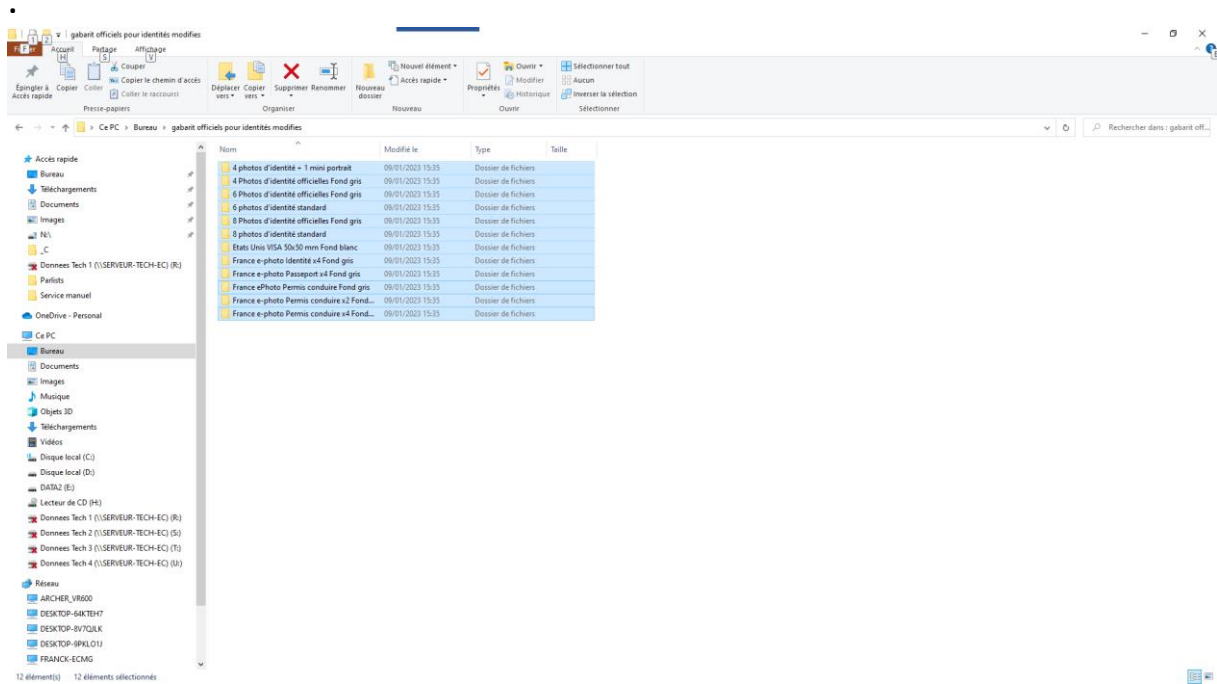 gabarit officiels pour identités modifies
1
2
Accueil
Partage
Affichage
F
H
S
V
Épingler à
Accès rapide
Copier
Coller
Couper
Copier le chemin d'accès
Coller le raccourci
Presse-papiers
Déplacer
vers
Copier
vers
Supprimer
Renommer
Organiser
Nouveau
dossier
Nouvel élément
Accès rapide
Nouveau
Propriétés
Ouvrir
Modifier
Historique
Ouvrir
Sélectionner tout
Aucun
Inverser la sélection
Sélectionner
Ce PC > Bureau > gabarit officiels pour identités modifies
Rechercher dans : gabarit off...
Nom Modifié le Type Taille
4 photos d'identité + 1 mini portrait 09/01/2023 15:35 Dossier de fichiers
4 Photos d'identité officielles Fond gris 09/01/2023 15:35 Dossier de fichiers
6 Photos d'identité officielles Fond gris 09/01/2023 15:35 Dossier de fichiers
6 photos d'identité standard 09/01/2023 15:35 Dossier de fichiers
8 Photos d'identité officielles Fond gris 09/01/2023 15:35 Dossier de fichiers
8 photos d'identité standard 09/01/2023 15:35 Dossier de fichiers
Etats Unis VISA 50x50 mm Fond blanc 09/01/2023 15:35 Dossier de fichiers
France e-photo Identité x4 Fond gris 09/01/2023 15:35 Dossier de fichiers
France e-photo Passeport x4 Fond gris 09/01/2023 15:35 Dossier de fichiers
France ePhoto Permis conduire Fond gris 09/01/2023 15:35 Dossier de fichiers
France e-photo Permis conduire x2 Fond... 09/01/2023 15:35 Dossier de fichiers
France e-photo Permis conduire x4 Fond... 09/01/2023 15:35 Dossier de fichiers
Accès rapide
Bureau
Téléchargements
Documents
Images
N:\
_C
Donnees Tech 1 (\\SERVEUR-TECH-EC) (R:)
Partlists
Service manuel
OneDrive - Personal
Ce PC
Bureau
Documents
Images
Musique
Objets 3D
Téléchargements
Vidéos
Disque local (C:)
Disque local (D:)
DATA2 (E:)
Lecteur de CD (H:)
Donnees Tech 1 (\\SERVEUR-TECH-EC) (R:)
Donnees Tech 2 (\\SERVEUR-TECH-EC) (S:)
Donnees Tech 3 (\\SERVEUR-TECH-EC) (T:)
Donnees Tech 4 (\\SERVEUR-TECH-EC) (U:)
Réseau
ARCHER_VR600
DESKTOP-64KTEH7
DESKTOP-8V7QJLK
DESKTOP-9PKLO1J
FRANCK-ECMG
12 élément(s) 12 éléments sélectionnés